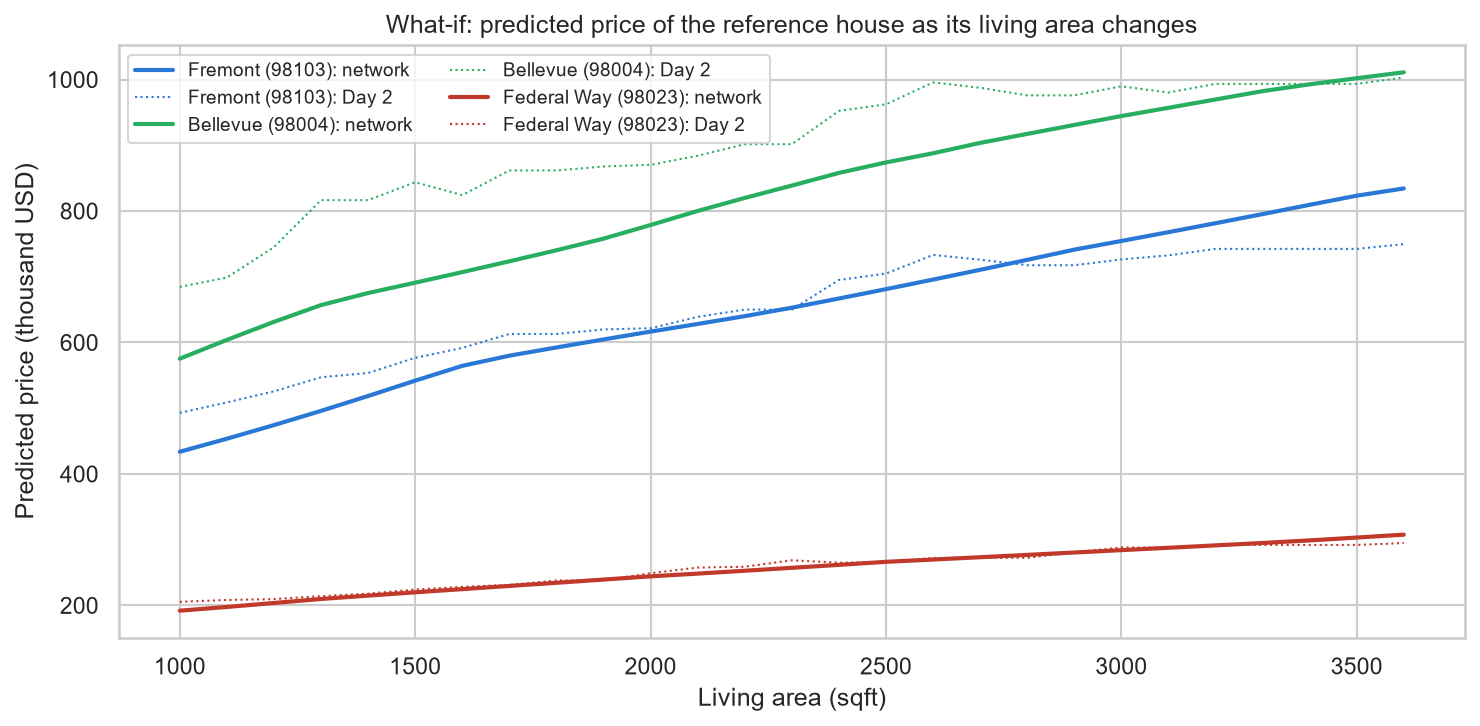 What-if: predicted price of the reference house as its living area changes
Fremont (98103): network
Fremont (98103): Day 2
Bellevue (98004): network
Bellevue (98004): Day 2
Federal Way (98023): network
Federal Way (98023): Day 2
Predicted price (thousand USD)
1000
800
600
400
200
1000 1500 2000 2500 3000 3500
Living area (sqft)